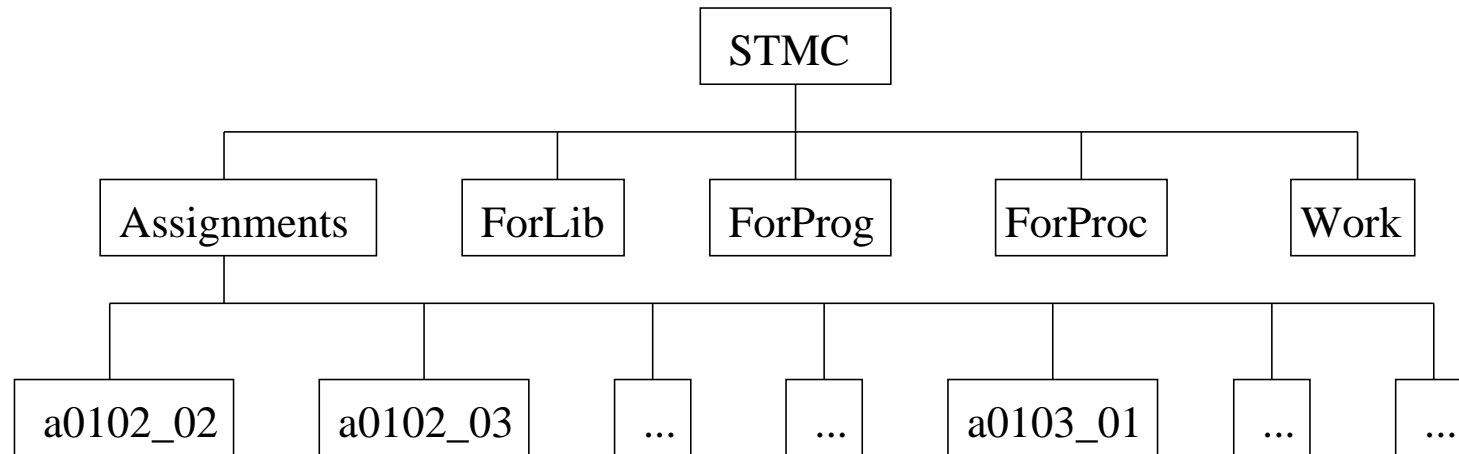 STMC
Assignments
ForLib
ForProg
ForProc
Work
a0102_02
a0102_03
...
...
a0103_01
...
...